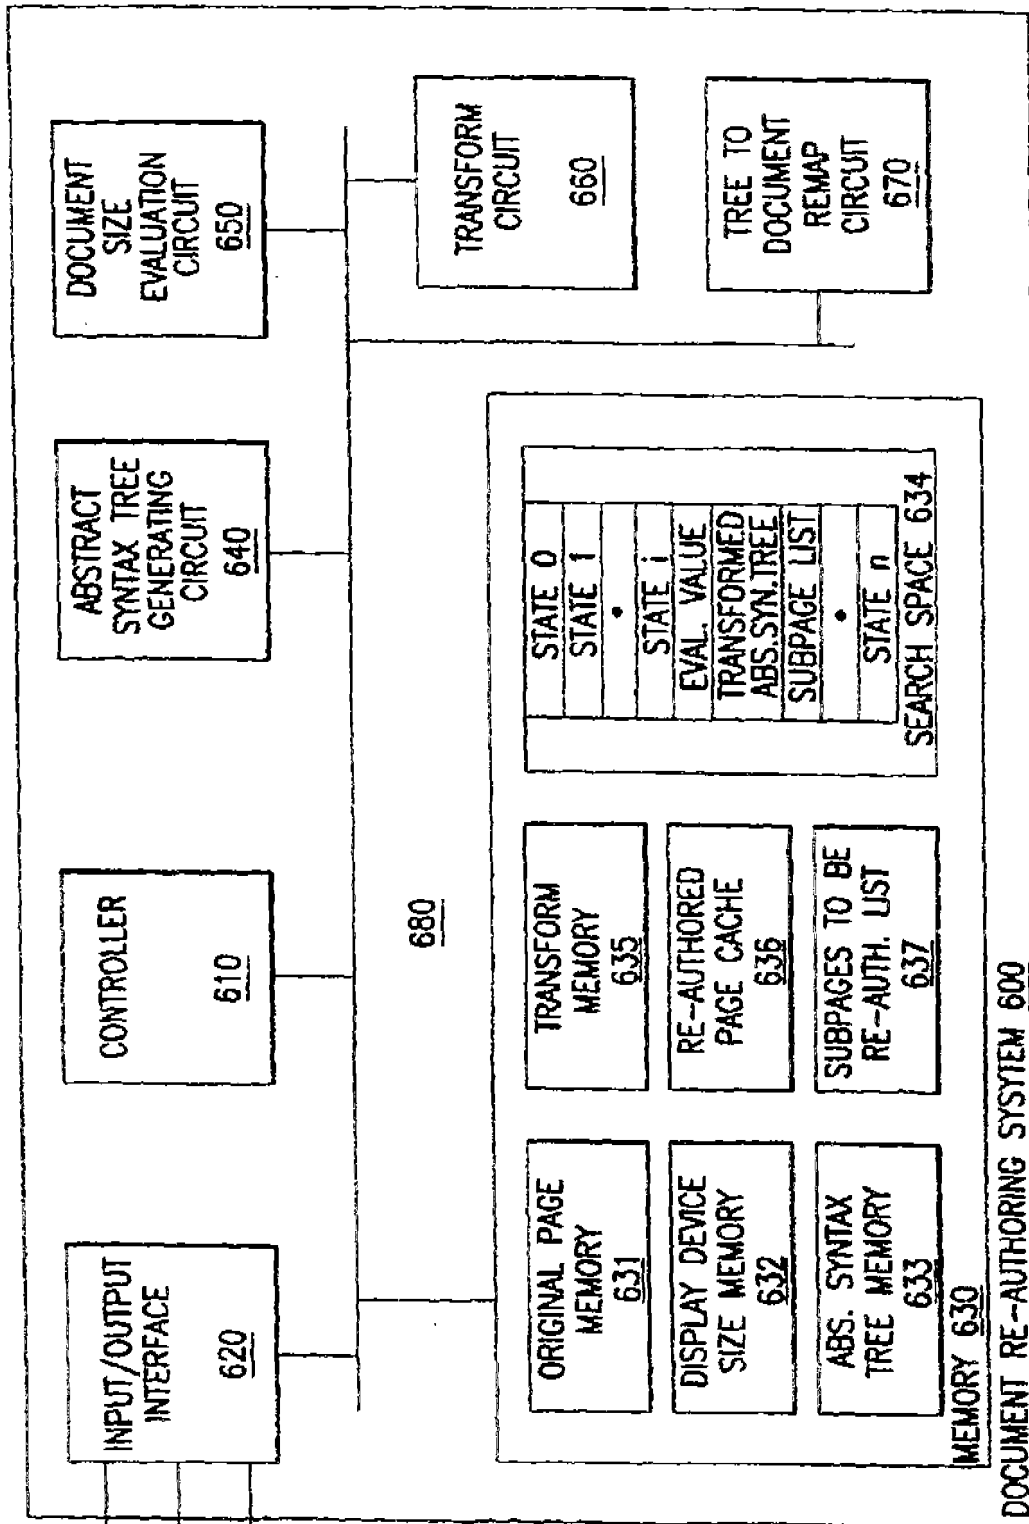 INPUT/OUTPUT
INTERFACE
620
CONTROLLER
610
ABSTRACT
SYNTAX TREE
GENERATING
CIRCUIT
640
DOCUMENT
SIZE
EVALUATION
CIRCUIT
650
680
TRANSFORM
CIRCUIT
660
TREE TO
DOCUMENT
REMAP
CIRCUIT
670
ORIGINAL PAGE
MEMORY
631
DISPLAY DEVICE
SIZE MEMORY
632
ABS. SYNTAX
TREE MEMORY
633
TRANSFORM
MEMORY
635
RE-AUTHORED
PAGE CACHE
636
SUBPAGES TO BE
RE-AUTH. LIST
637
STATE 0
STATE 1
•
STATE i
EVAL. VALUE
TRANSFORMED
ABS.SYN.TREE
SUBPAGE LIST
•
STATE n
SEARCH SPACE 634
MEMORY 630
DOCUMENT RE-AUTHORING SYSYTEM 600